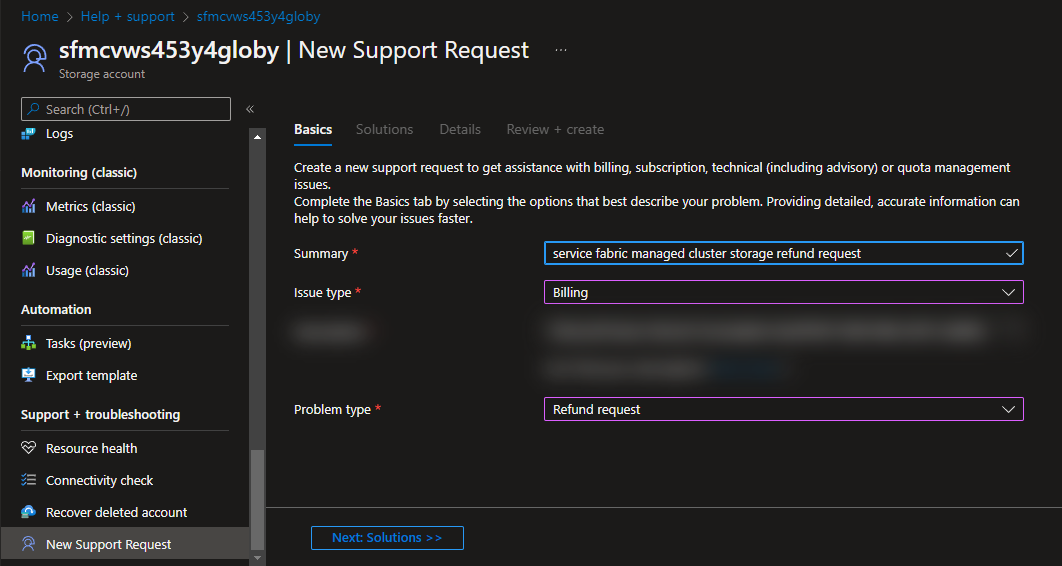 Home > Help + support > sfmcvws453y4globy
sfmcvws453y4globy | New Support Request ...
Storage account
Search (Ctrl+/) «
Logs
Monitoring (classic)
Metrics (classic)
Diagnostic settings (classic)
Usage (classic)
Automation
Tasks (preview)
Export template
Support + troubleshooting
Resource health
Connectivity check
Recover deleted account
New Support Request
Basics Solutions Details Review + create
Create a new support request to get assistance with billing, subscription, technical (including advisory) or quota management
issues.
Complete the Basics tab by selecting the options that best describe your problem. Providing detailed, accurate information can
help to solve your issues faster.
Summary * service fabric managed cluster storage refund request
Issue type * Billing
Problem type * Refund request
Next: Solutions >>